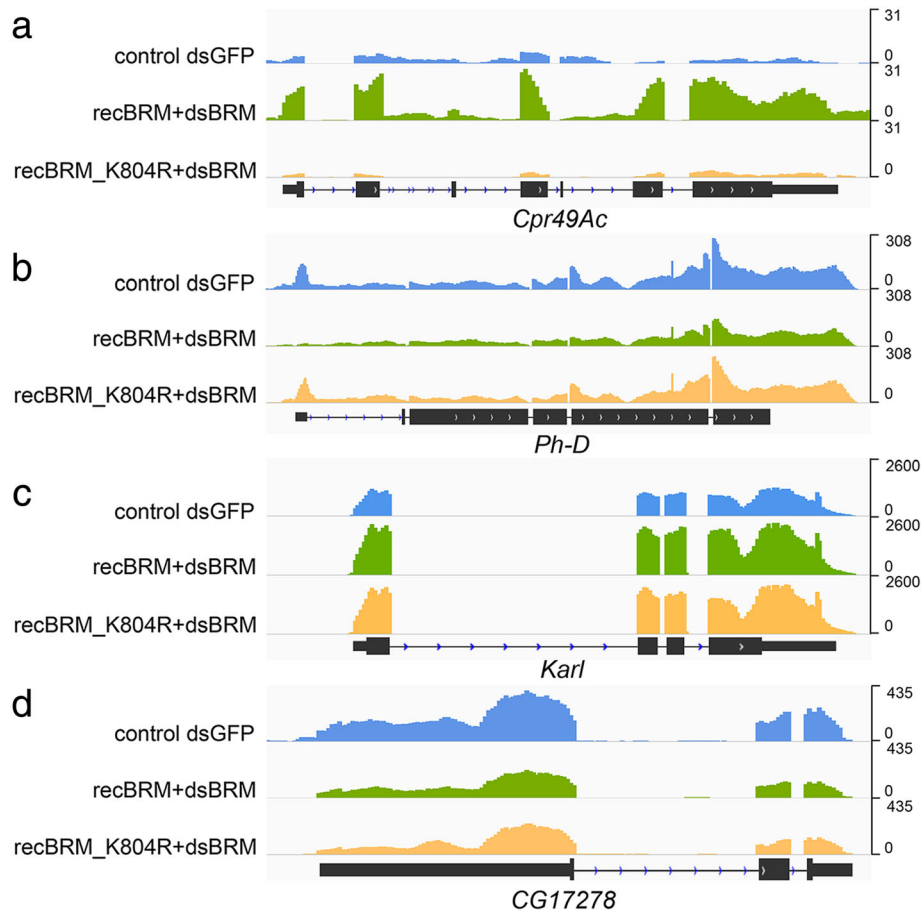 a
31
control dsGFP
0
31
recBRM+dsBRM
0
31
recBRM_K804R+dsBRM
0
Cpr49Ac
b
308
control dsGFP
0
308
recBRM+dsBRM
0
308
recBRM_K804R+dsBRM
0
Ph-D
c
2600
control dsGFP
0
2600
recBRM+dsBRM
0
2600
recBRM_K804R+dsBRM
0
Karl
d
435
control dsGFP
0
435
recBRM+dsBRM
0
435
recBRM_K804R+dsBRM
0
CG17278